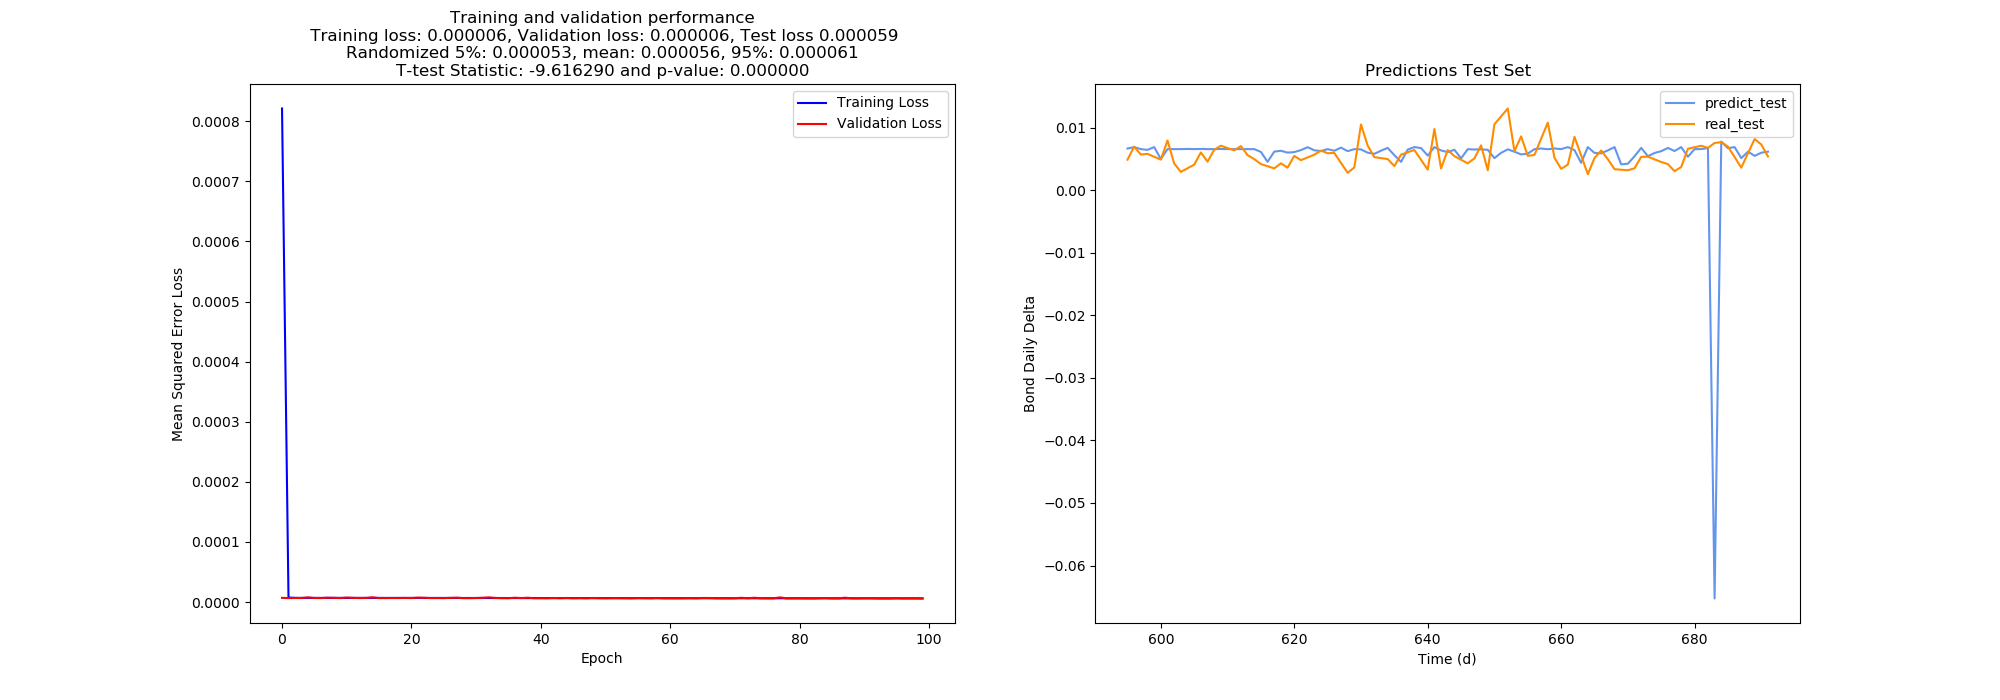 Training and validation performance
Training loss: 0.000006, Validation loss: 0.000006, Test loss 0.000059
Randomized 5%: 0.000053, mean: 0.000056, 95%: 0.000061
T-test Statistic: -9.616290 and p-value: 0.000000
Training Loss
Validation Loss
0.0008
0.0007
0.0006
0.0005
0.0004
0.0003
0.0002
0.0001
0.0000
Mean Squared Error Loss
0 20 40 60 80 100
Epoch
Predictions Test Set
predict_test
real_test
0.01
0.00
−0.01
−0.02
−0.03
−0.04
−0.05
−0.06
Bond Daily Delta
600 620 640 660 680
Time (d)